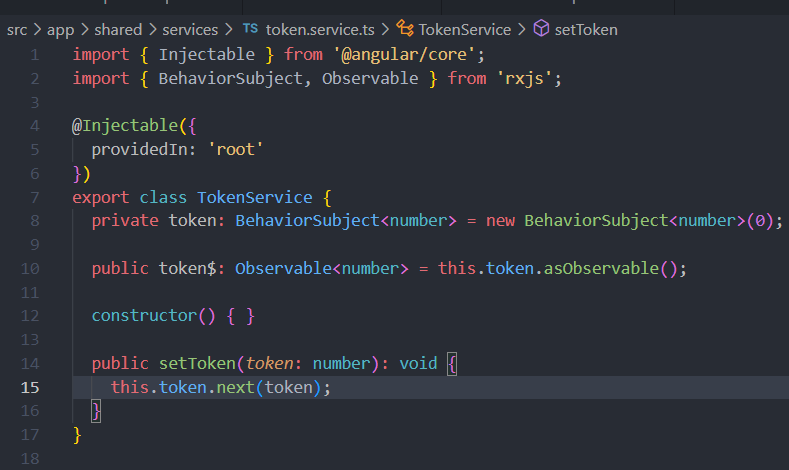 src > app > shared > services > TS token.service.ts > TokenService > setToken
1 import { Injectable } from '@angular/core';
2 import { BehaviorSubject, Observable } from 'rxjs';
3
4 @Injectable({
5 providedIn: 'root'
6 })
7 export class TokenService {
8 private token: BehaviorSubject<number> = new BehaviorSubject<number>(0);
9
10 public token$: Observable<number> = this.token.asObservable();
11
12 constructor() { }
13
14 public setToken(token: number): void {
15 this.token.next(token);
16 }
17 }
18